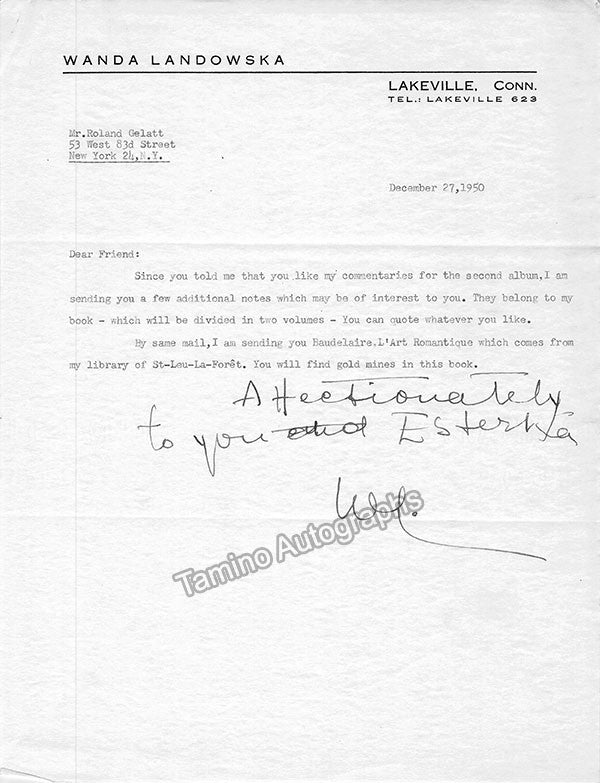 WANDA LANDOWSKA
LAKEVILLE, CONN.
TEL.: LAKEVILLE 623
Mr.Roland Gelatt
53 West 83d Street
New York 24,N.Y.
December 27,1950
Dear Friend:
Since you told me that you like my commentaries for the second album,I am
sending you a few additional notes which may be of interest to you. They belong to my
book - which will be divided in two volumes - You can quote whatever you like.
By same mail,I am sending you Baudelaire,L'Art Romantique which comes from
my library of St-Leu-La-Forêt. You will find gold mines in this book.
Affectionately
to you and Esterka
WL.
Tamino Autographs